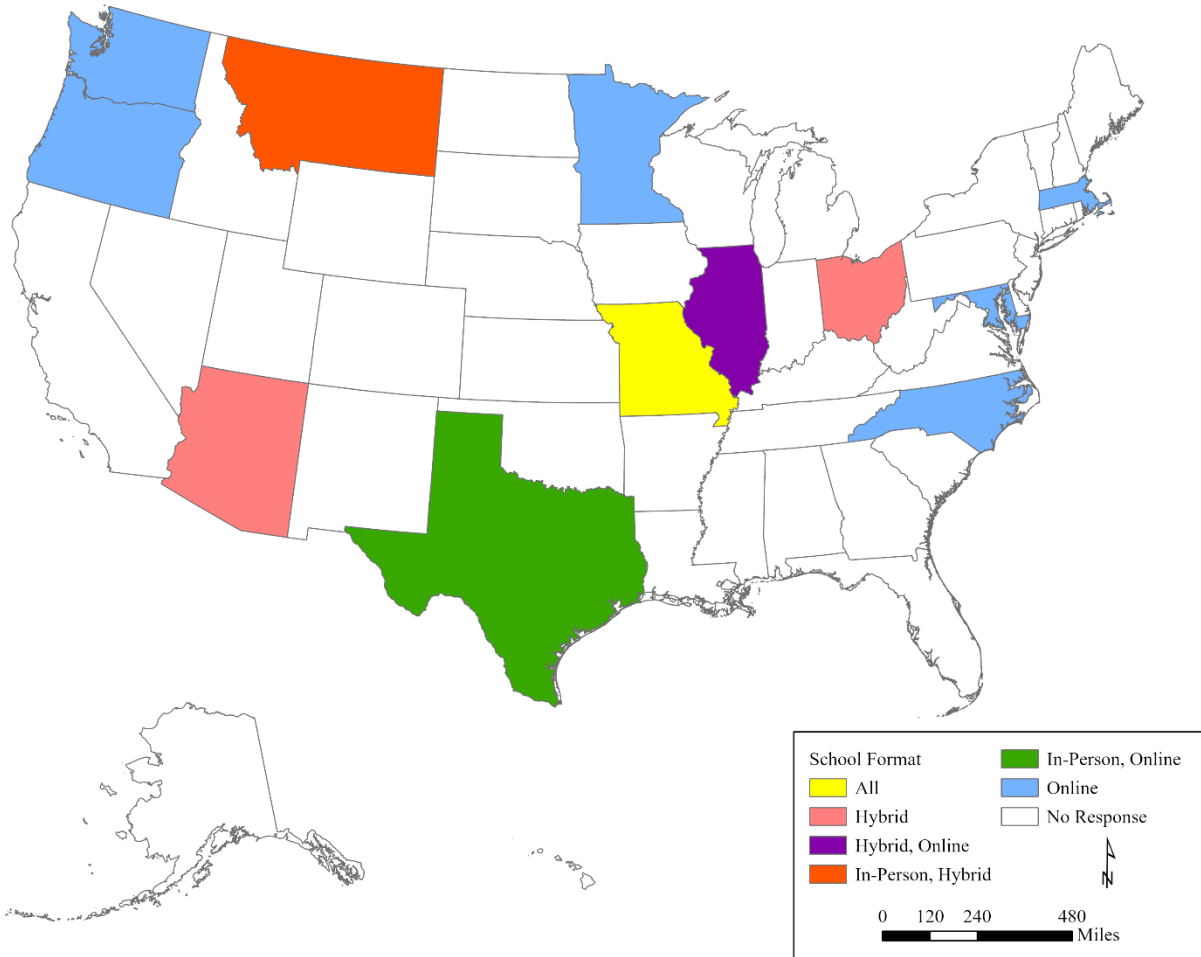 School Format
All
Hybrid
Hybrid, Online
In-Person, Hybrid
In-Person, Online
Online
No Response
N
0 120 240 480
Miles